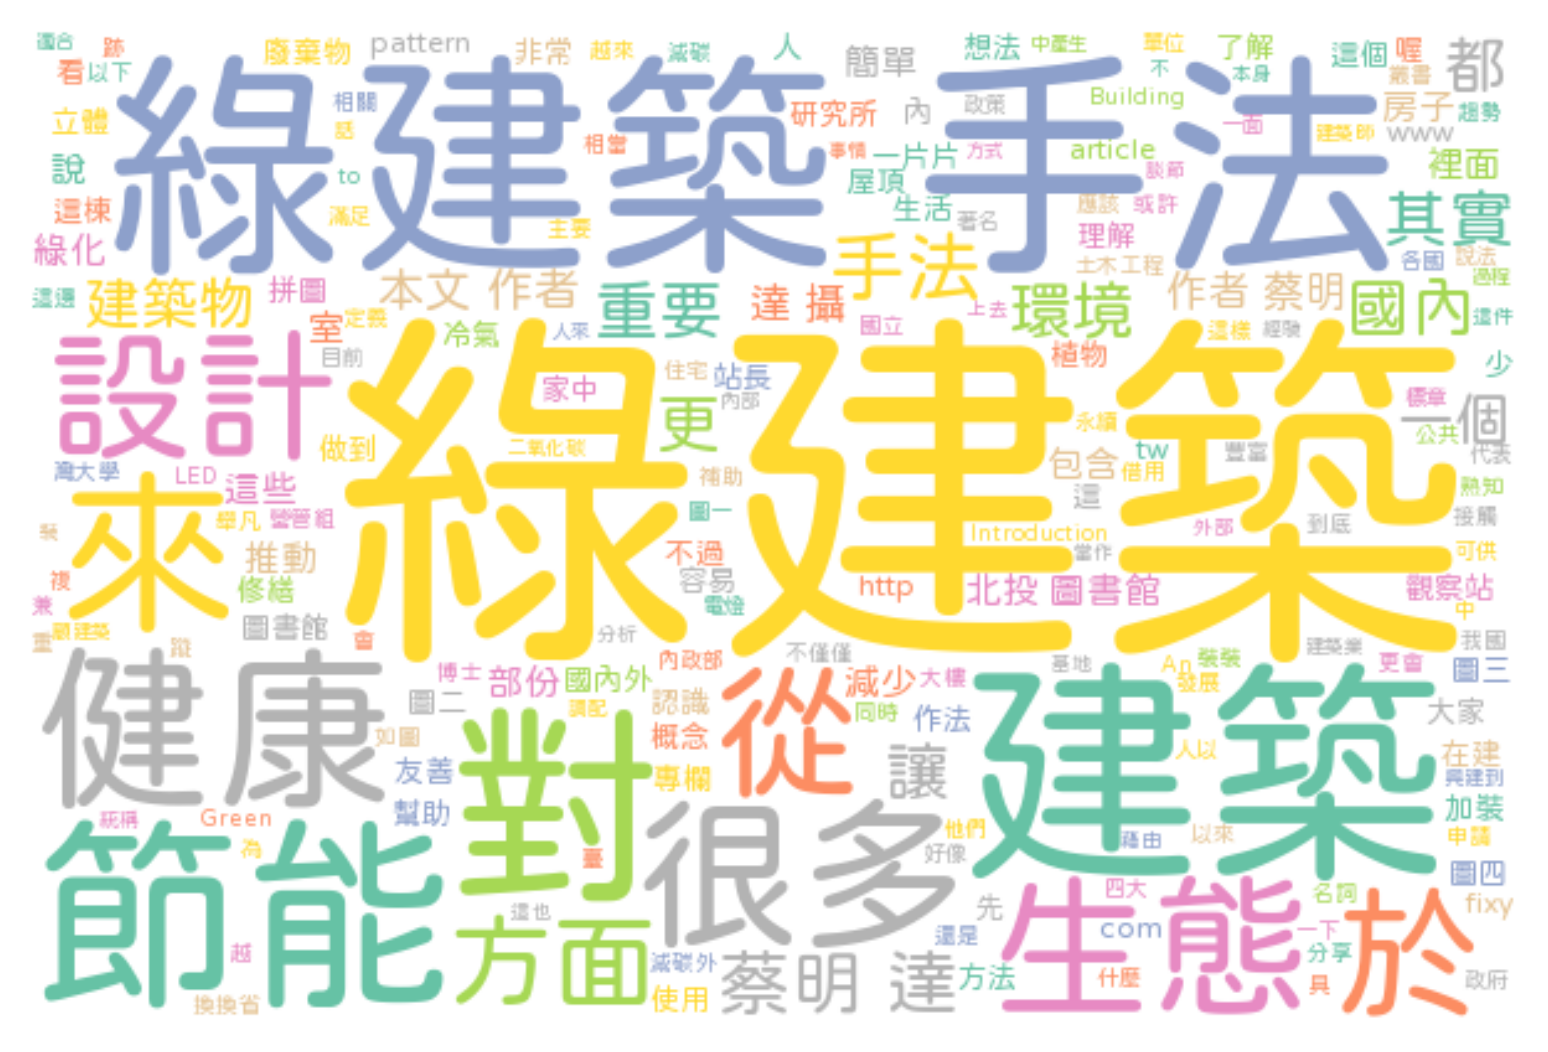 適合 跡 廢棄物 pattern 非常 越來 減碳 人 簡單 想法 中產生 單位 了解 這個 喔 都
看 以下 不 本身 叢書
綠建築 手法
立體 相關 話 研究所 內 政策 Building 一面 房子 趨勢
相當 事情 一片片 方式 article 建築師 www
說 to 屋頂 談節 裡面
這棟 滿足 主要 生活 著名 應該 或許 其實
綠化 手法 理解 土木工程 各國 說法
這邊 建築物 拼圖 本文 作者 重要 達 攝 環境 作者 蔡明 國內 過程
室 定義 冷氣 人來 國立 上去 這樣 經驗 這件
設計 目前 綠建築 住宅 站長 植物 少
家中 內部 標章 一個
做到 二氧化碳 更 永續 公共
灣大學 LED 這些 補助 包含 借用 tw 豐富 代表
來 舉凡 營管組 圖一 這 熟知
裝 推動 不過 Introduction 外部 到底 接觸
複 修繕 容易 當作 可供
兼 電燈 http 北投 圖書館 觀察站 中
重 顧建築 圖書館 會 分析 不僅僅 建築業 我國
蹤 內政部 基地 An 裝裝 更會
健康 博士 部份 國內外 從 減少 大樓 建築 發展 圖三
圖二 調配 認識 同時 作法 大家
如圖 概念 人以 在建
友善 對 專欄 讓 興建到
統稱 Green 幫助 很多 他們 加裝
節能 為 臺 好像 藉由 以來 申請
四大 名詞 圖四
越 這也 先 生態 於 fixy
方面 還是 com 一下
減碳外 蔡明 達 方法 什麼 分享 政府
換換省 使用 具